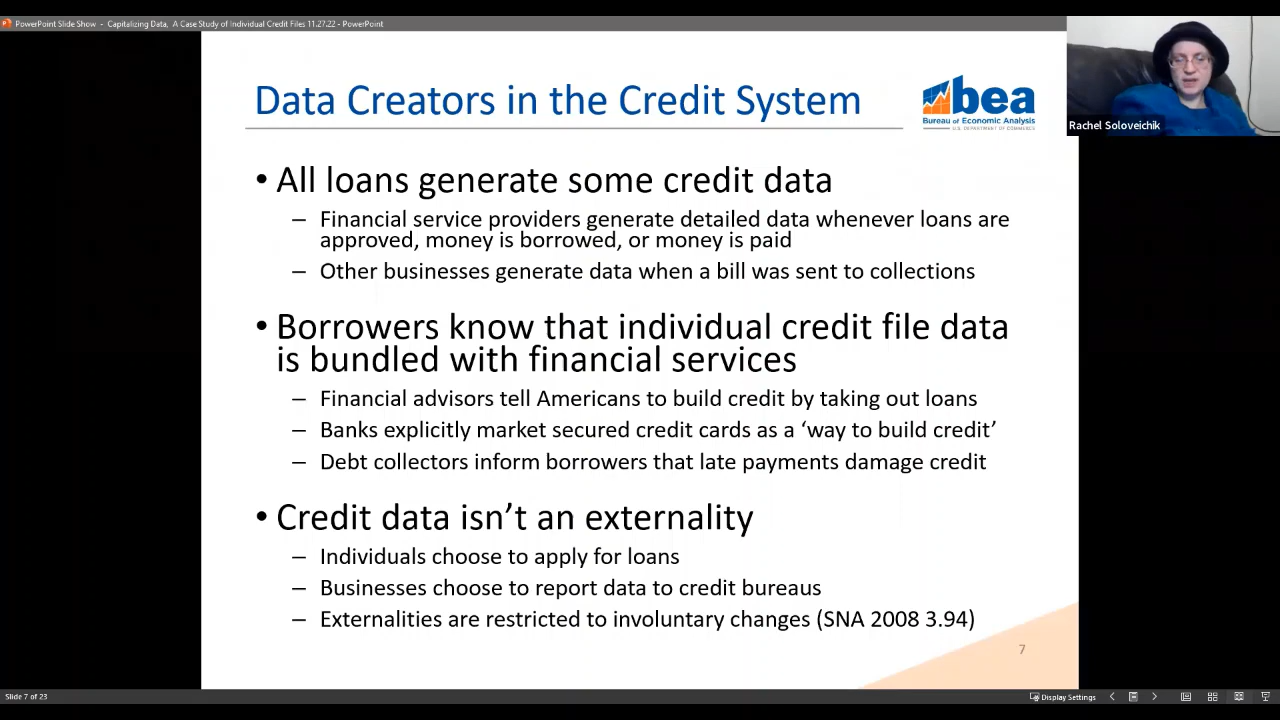 PowerPoint Slide Show - Capitalizing Data, A Case Study of Individual Credit Files 11.27.22 - PowerPoint
Rachel Soloveichik
Data Creators in the Credit System
bea
Bureau of Economic Analysis
U.S. DEPARTMENT OF COMMERCE
• All loans generate some credit data
– Financial service providers generate detailed data whenever loans are
approved, money is borrowed, or money is paid
– Other businesses generate data when a bill was sent to collections
• Borrowers know that individual credit file data
is bundled with financial services
– Financial advisors tell Americans to build credit by taking out loans
– Banks explicitly market secured credit cards as a ‘way to build credit’
– Debt collectors inform borrowers that late payments damage credit
• Credit data isn’t an externality
– Individuals choose to apply for loans
– Businesses choose to report data to credit bureaus
– Externalities are restricted to involuntary changes (SNA 2008 3.94)
7
Slide 7 of 23
Display Settings